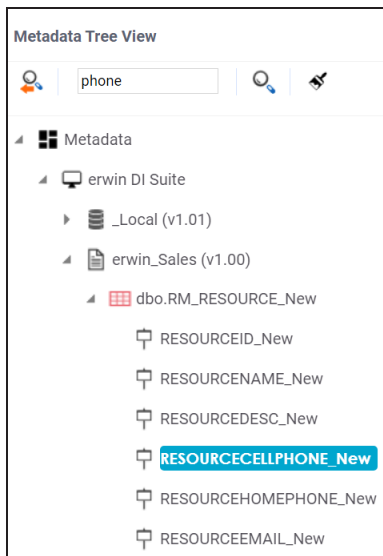 Metadata Tree View
phone
Metadata
erwin DI Suite
_Local (v1.01)
erwin_Sales (v1.00)
dbo.RM_RESOURCE_New
RESOURCEID_New
RESOURCENAME_New
RESOURCEDESC_New
RESOURCECELLPHONE_New
RESOURCEHOMEPHONE_New
RESOURCEEMAIL_New